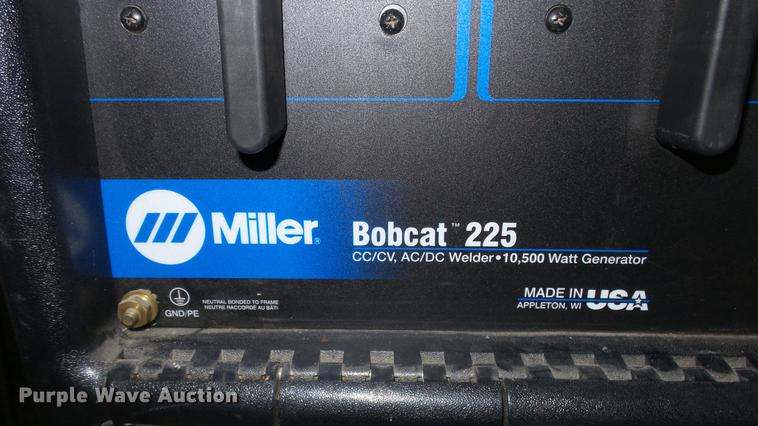 Miller®
Bobcat™ 225
CC/CV, AC/DC Welder•10,500 Watt Generator
GND/PE
NEUTRAL BONDED TO FRAME
NEUTRE RACCORDÉ AU BÂTI
MADE IN USA
APPLETON, WI
Purple Wave Auction